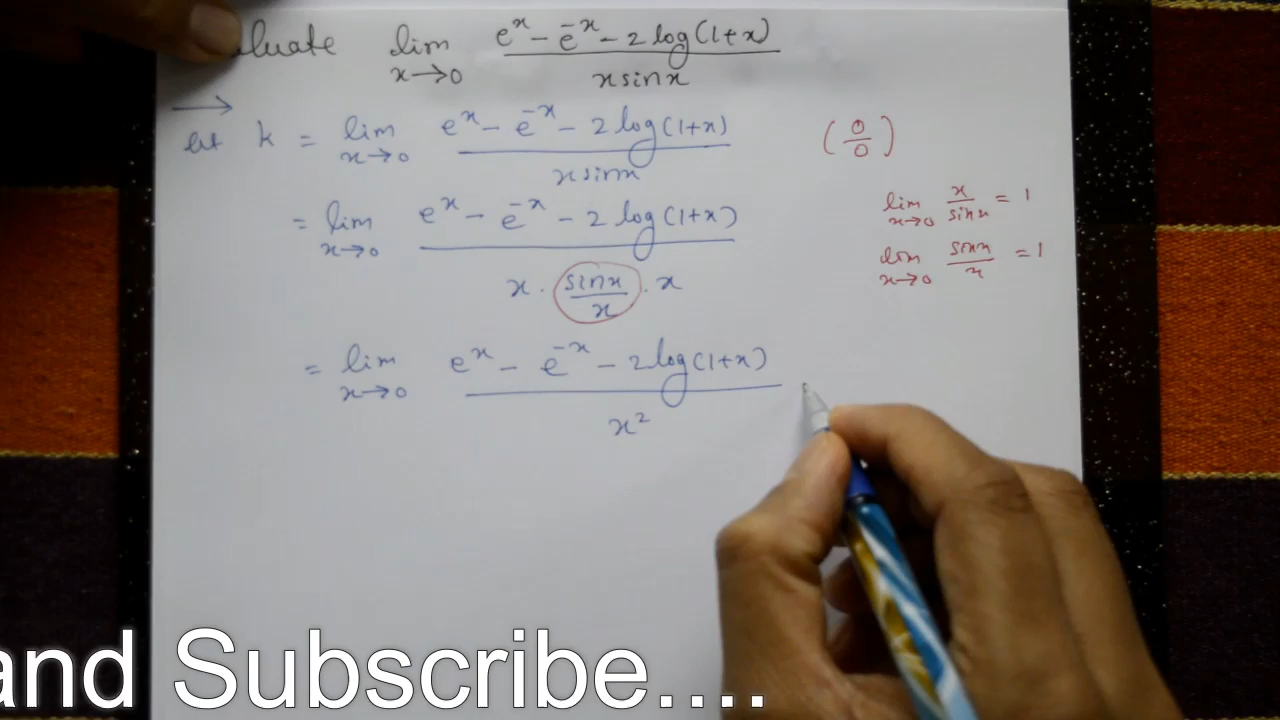 luate lim x→0 e^x - e^-x - 2 log(1+x) / x sin x
let k = lim x→0 e^x - e^-x - 2 log(1+x) / x sin x (0/0)
= lim x→0 e^x - e^-x - 2 log(1+x) / x · sin x / x · x
lim x→0 x / sin x = 1
lim x→0 sin x / x = 1
= lim x→0 e^x - e^-x - 2 log(1+x) / x²
and Subscribe....